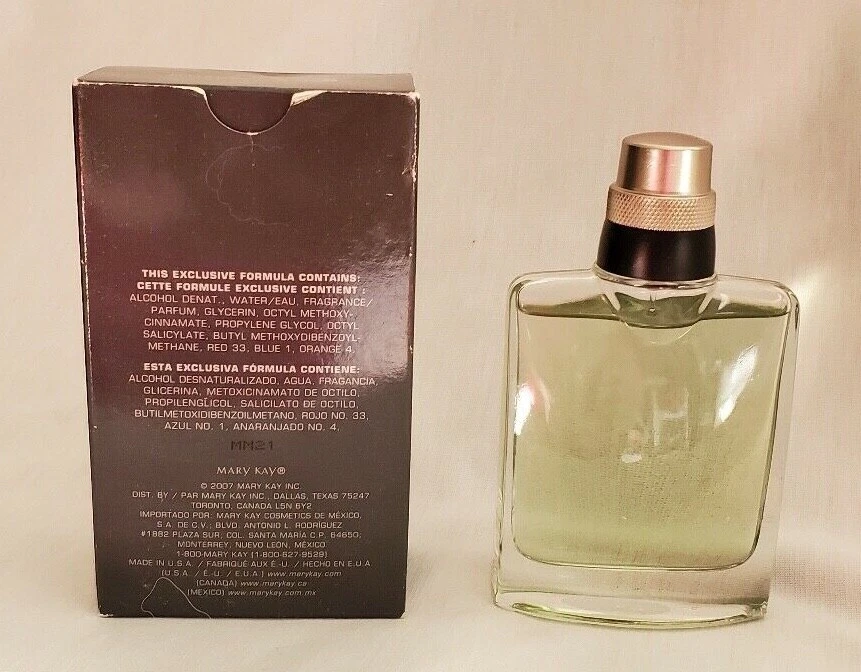 THIS EXCLUSIVE FORMULA CONTAINS:
CETTE FORMULE EXCLUSIVE CONTIENT :
ALCOHOL DENAT., WATER/EAU, FRAGRANCE/
PARFUM, GLYCERIN, OCTYL METHOXY-
CINNAMATE, PROPYLENE GLYCOL, OCTYL
SALICYLATE, BUTYL METHOXYDIBENZOYL-
METHANE, RED 33, BLUE 1, ORANGE 4.
ESTA EXCLUSIVA FÓRMULA CONTIENE:
ALCOHOL DESNATURALIZADO, AGUA, FRAGANCIA,
GLICERINA, METOXICINAMATO DE OCTILO,
PROPILENGLICOL, SALICILATO DE OCTILO,
BUTILMETOXIDIBENZOILMETANO, ROJO NO. 33,
AZUL NO. 1, ANARANJADO NO. 4.
MM21
MARY KAY®
© 2007 MARY KAY INC.
DIST. BY / PAR MARY KAY INC., DALLAS, TEXAS 75247
TORONTO, CANADA L5N 6Y2
IMPORTADO POR: MARY KAY COSMETICS DE MÉXICO,
S.A. DE C.V., BLVD. ANTONIO L. RODRÍGUEZ
#1882 PLAZA SUR, COL. SANTA MARÍA C.P. 64650,
MONTERREY, NUEVO LEÓN, MÉXICO
1-800-MARY KAY (1-800-627-9529)
MADE IN U.S.A. / FABRIQUÉ AUX É.-U. / HECHO EN E.U.A
(U.S.A. / É.-U. / E.U.A.) www.marykay.com
(CANADA) www.marykay.ca
(MÉXICO) www.marykay.com.mx